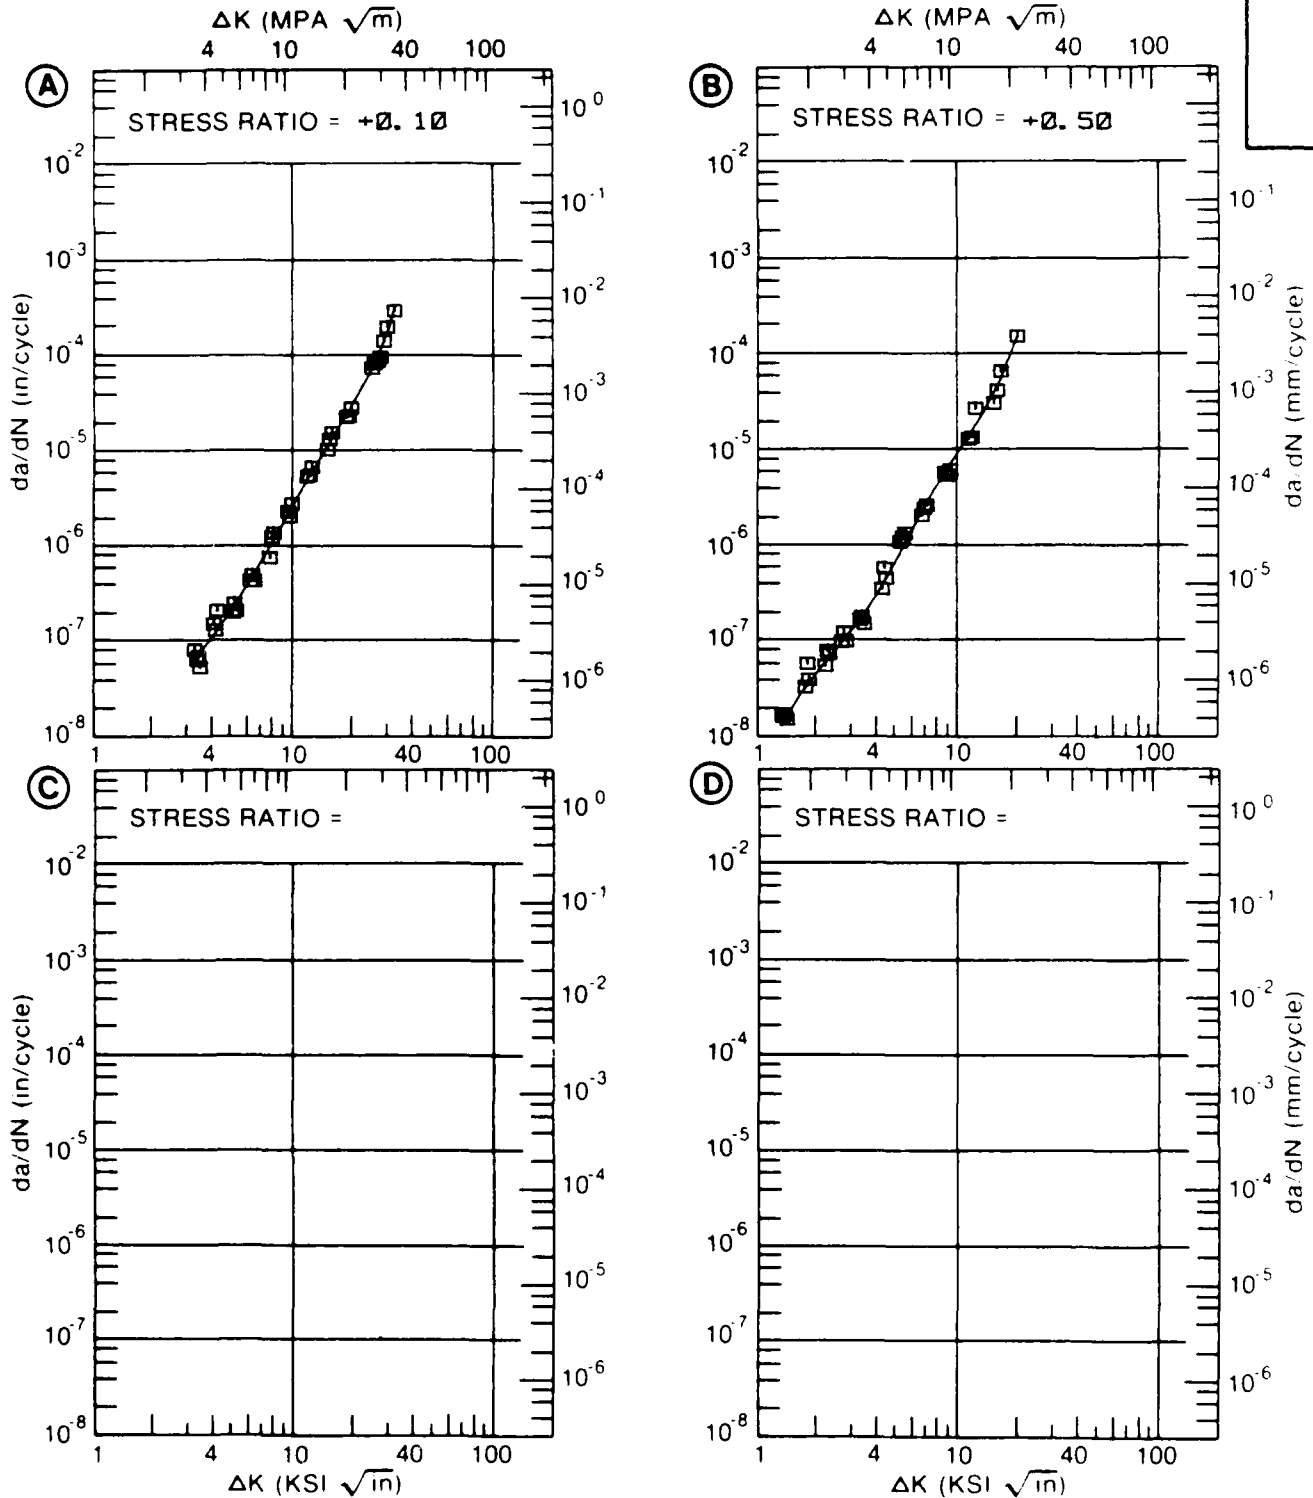 ΔK (MPA √m)
4 10 40 100
A
STRESS RATIO = +0.10
10⁰
10⁻¹
10⁻²
10⁻³
10⁻⁴
10⁻⁵
10⁻⁶
da/dN (in/cycle)
10⁻²
10⁻³
10⁻⁴
10⁻⁵
10⁻⁶
10⁻⁷
10⁻⁸
1 4 10 40 100
ΔK (MPA √m)
4 10 40 100
B
STRESS RATIO = +0.50
10⁻²
10⁻³
10⁻⁴
10⁻⁵
10⁻⁶
10⁻⁷
10⁻⁸
10⁻¹
10⁻²
10⁻³
10⁻⁴
10⁻⁵
10⁻⁶
da/dN (mm/cycle)
1 4 10 40 100
C
STRESS RATIO =
10⁰
10⁻¹
10⁻²
10⁻³
10⁻⁴
10⁻⁵
10⁻⁶
da/dN (in/cycle)
10⁻²
10⁻³
10⁻⁴
10⁻⁵
10⁻⁶
10⁻⁷
10⁻⁸
1 4 10 40 100
ΔK (KSI √in)
D
STRESS RATIO =
10⁻²
10⁻³
10⁻⁴
10⁻⁵
10⁻⁶
10⁻⁷
10⁻⁸
10⁰
10⁻¹
10⁻²
10⁻³
10⁻⁴
10⁻⁵
10⁻�6
da/dN (mm/cycle)
1 4 10 40 100
ΔK (KSI √in)